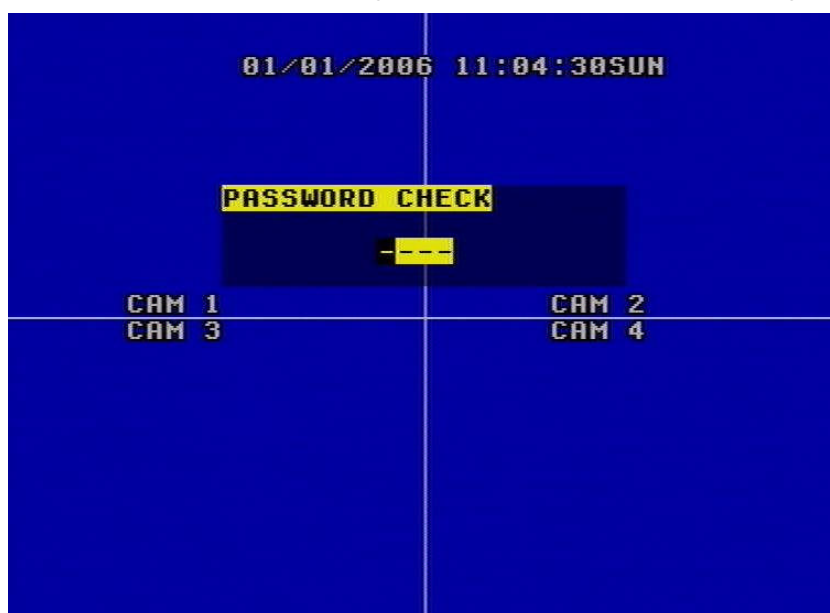 01/01/2006 11:04:30SUN
PASSWORD CHECK
----
CAM 1 CAM 2
CAM 3 CAM 4